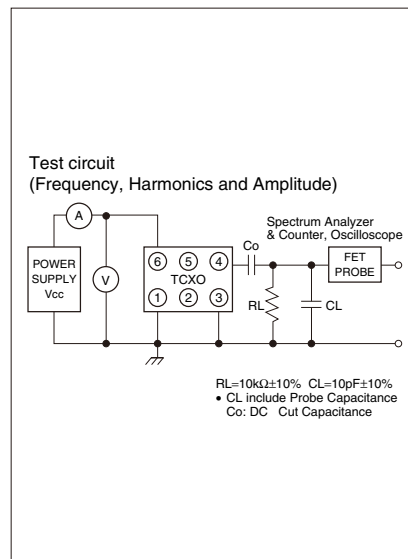 Test circuit
(Frequency, Harmonics and Amplitude)
A
Spectrum Analyzer
& Counter, Oscilloscope
Co
POWER
SUPPLY
Vcc
V
6 5 4
TCXO
1 2 3
FET
PROBE
RL
CL
RL=10kΩ±10% CL=10pF±10%
• CL include Probe Capacitance
Co: DC Cut Capacitance